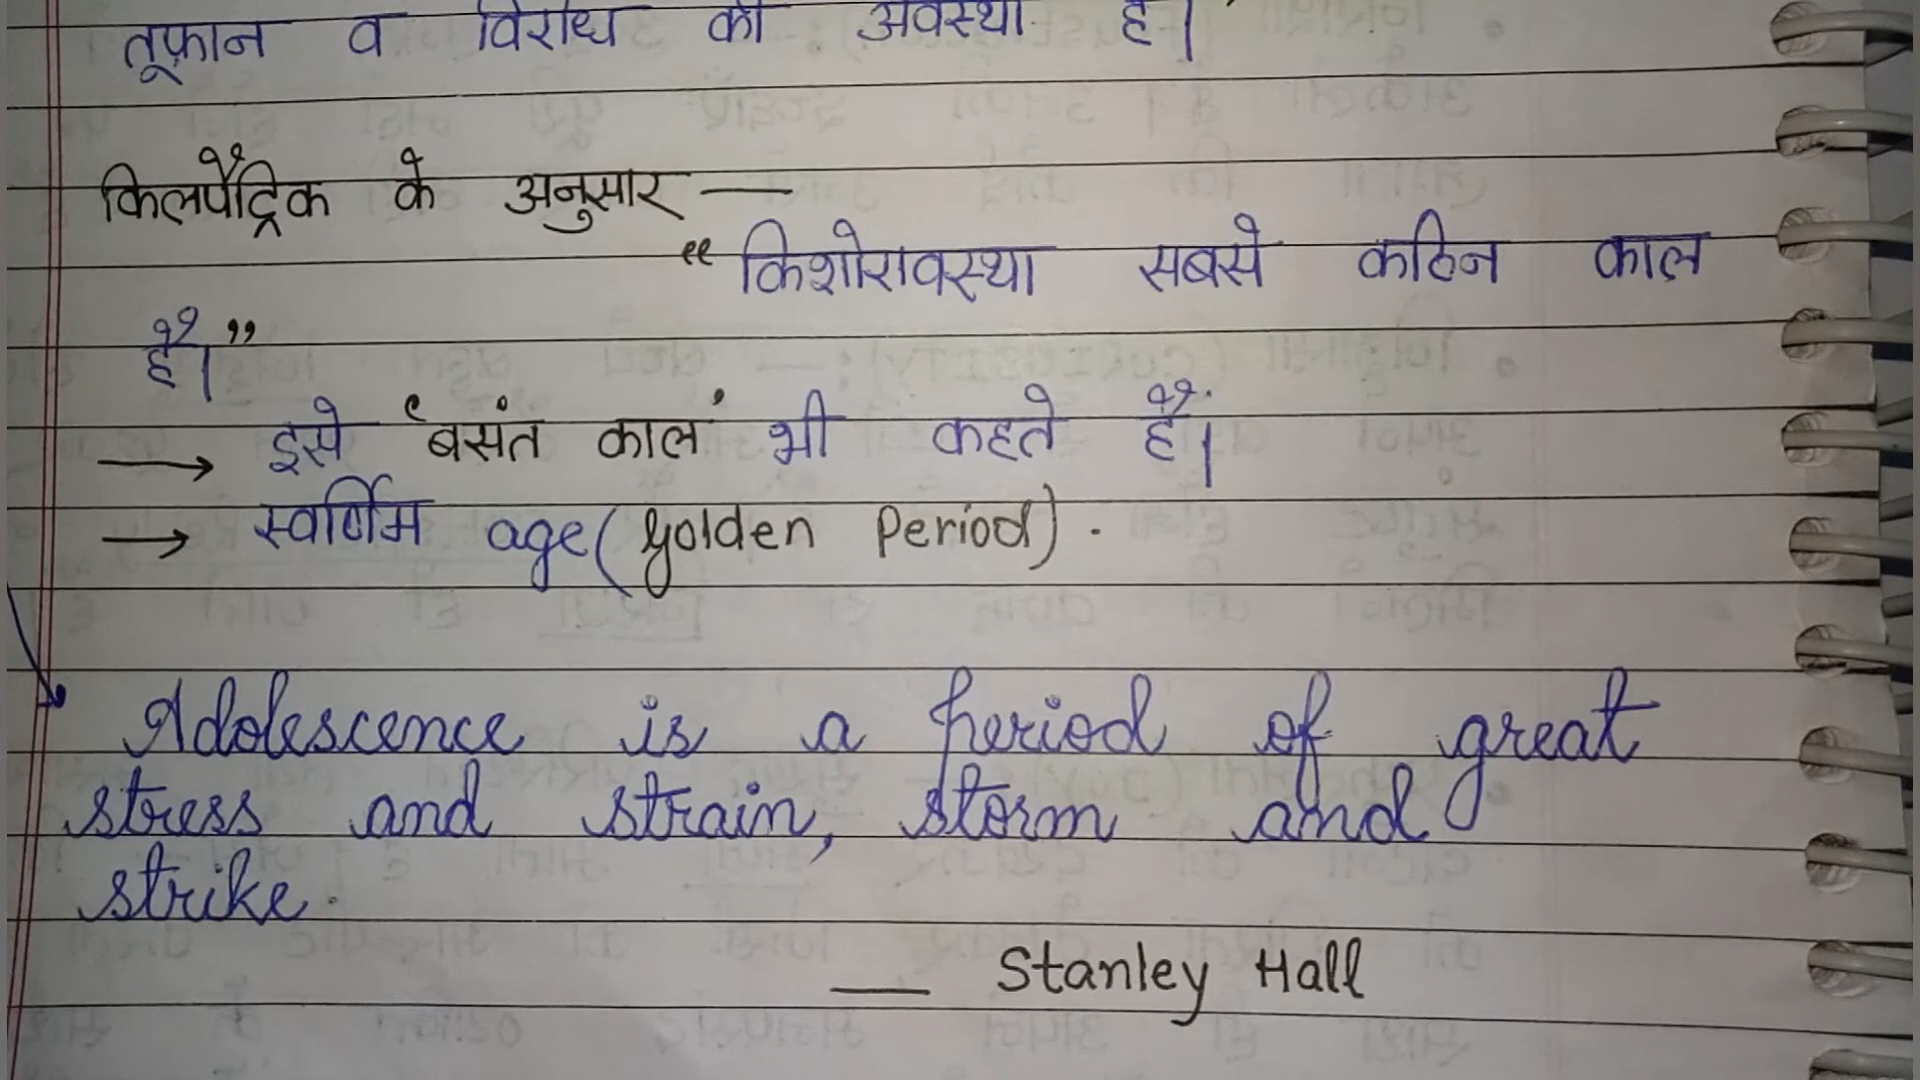 तूफ़ान व विरोध की अवस्था है।
किलपैट्रिक के अनुसार —
“किशोरावस्था सबसे कठिन काल
है।”
→ इसे 'बसंत काल' भी कहते हैं।
→ स्वर्णिम age (Golden Period).
Adolescence is a period of great
stress and strain, storm and
strike.
— Stanley Hall